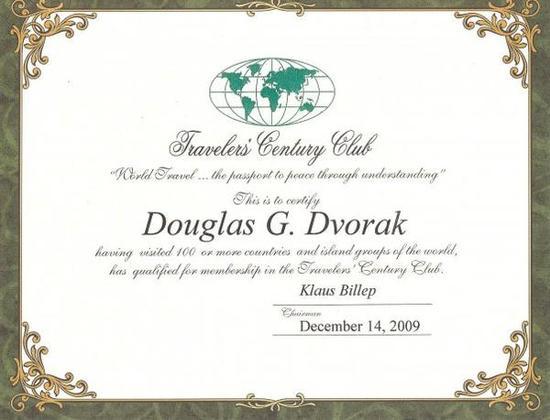 Travelers' Century Club
"World Travel ... the passport to peace through understanding"
This is to certify
Douglas G. Dvorak
having visited 100 or more countries and island groups of the world,
has qualified for membership in the Travelers' Century Club.
Klaus Billep
Chairman
December 14, 2009